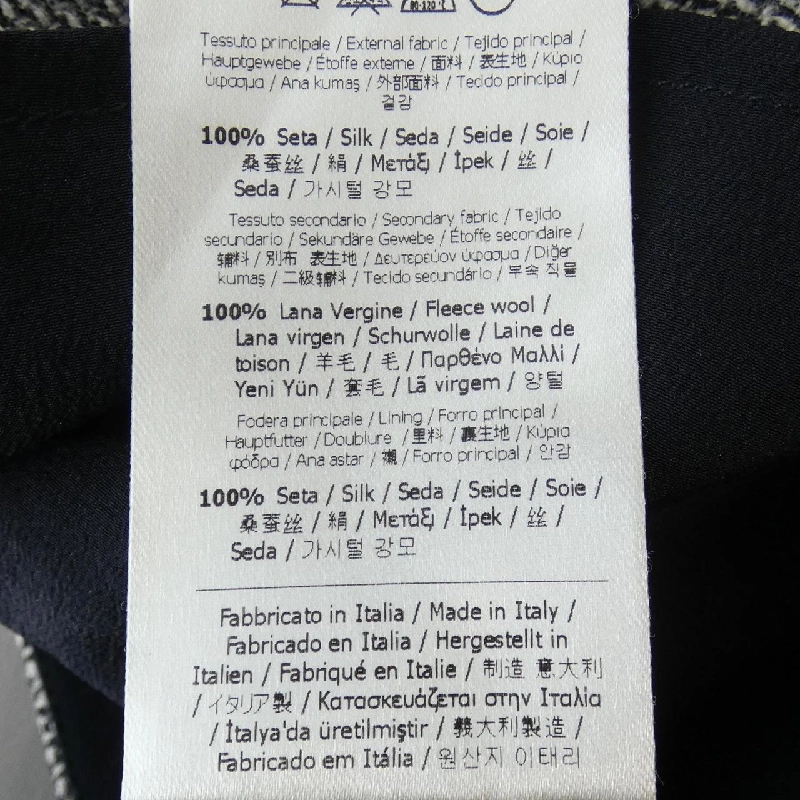 80-120°C
Tessuto principale / External fabric / Tejido principal /
Hauptgewebe / Étoffe externe / 面料 / 表生地 / Κύριο
ύφασμα / Ana kumaş / 外部面料 / Tecido principal /
겉감
100% Seta / Silk / Seda / Seide / Soie /
桑蚕丝 / 絹 / Μετάξι / İpek / 丝 /
Seda / 가시털 강모
Tessuto secondario / Secondary fabric / Tejido
secundario / Sekundäre Gewebe / Étoffe secondaire /
辅料 / 別布 表生地 / Δευτερεύον ύφασμα / Diğer
kumaş / 二级辅料 / Tecido secundário / 부속 직물
100% Lana Vergine / Fleece wool /
Lana virgen / Schurwolle / Laine de
toison / 羊毛 / 毛 / Παρθένο Μαλλί /
Yeni Yün / 套毛 / Lã virgem / 양털
Fodera principale / Lining / Forro principal /
Hauptfutter / Doublure / 里料 / 裏生地 / Κύρια
φόδρα / Ana astar / 襯 / Forro principal / 안감
100% Seta / Silk / Seda / Seide / Soie /
桑蚕丝 / 絹 / Μετάξι / İpek / 丝 /
Seda / 가시털 강모
Fabbricato in Italia / Made in Italy /
Fabricado en Italia / Hergestellt in
Italien / Fabriqué en Italie / 制造 意大利
/ イタリア製 / Κατασκευάζεται στην Ιταλία
/ İtalya'da üretilmiştir / 義大利製造 /
Fabricado em Itália / 원산지 이태리